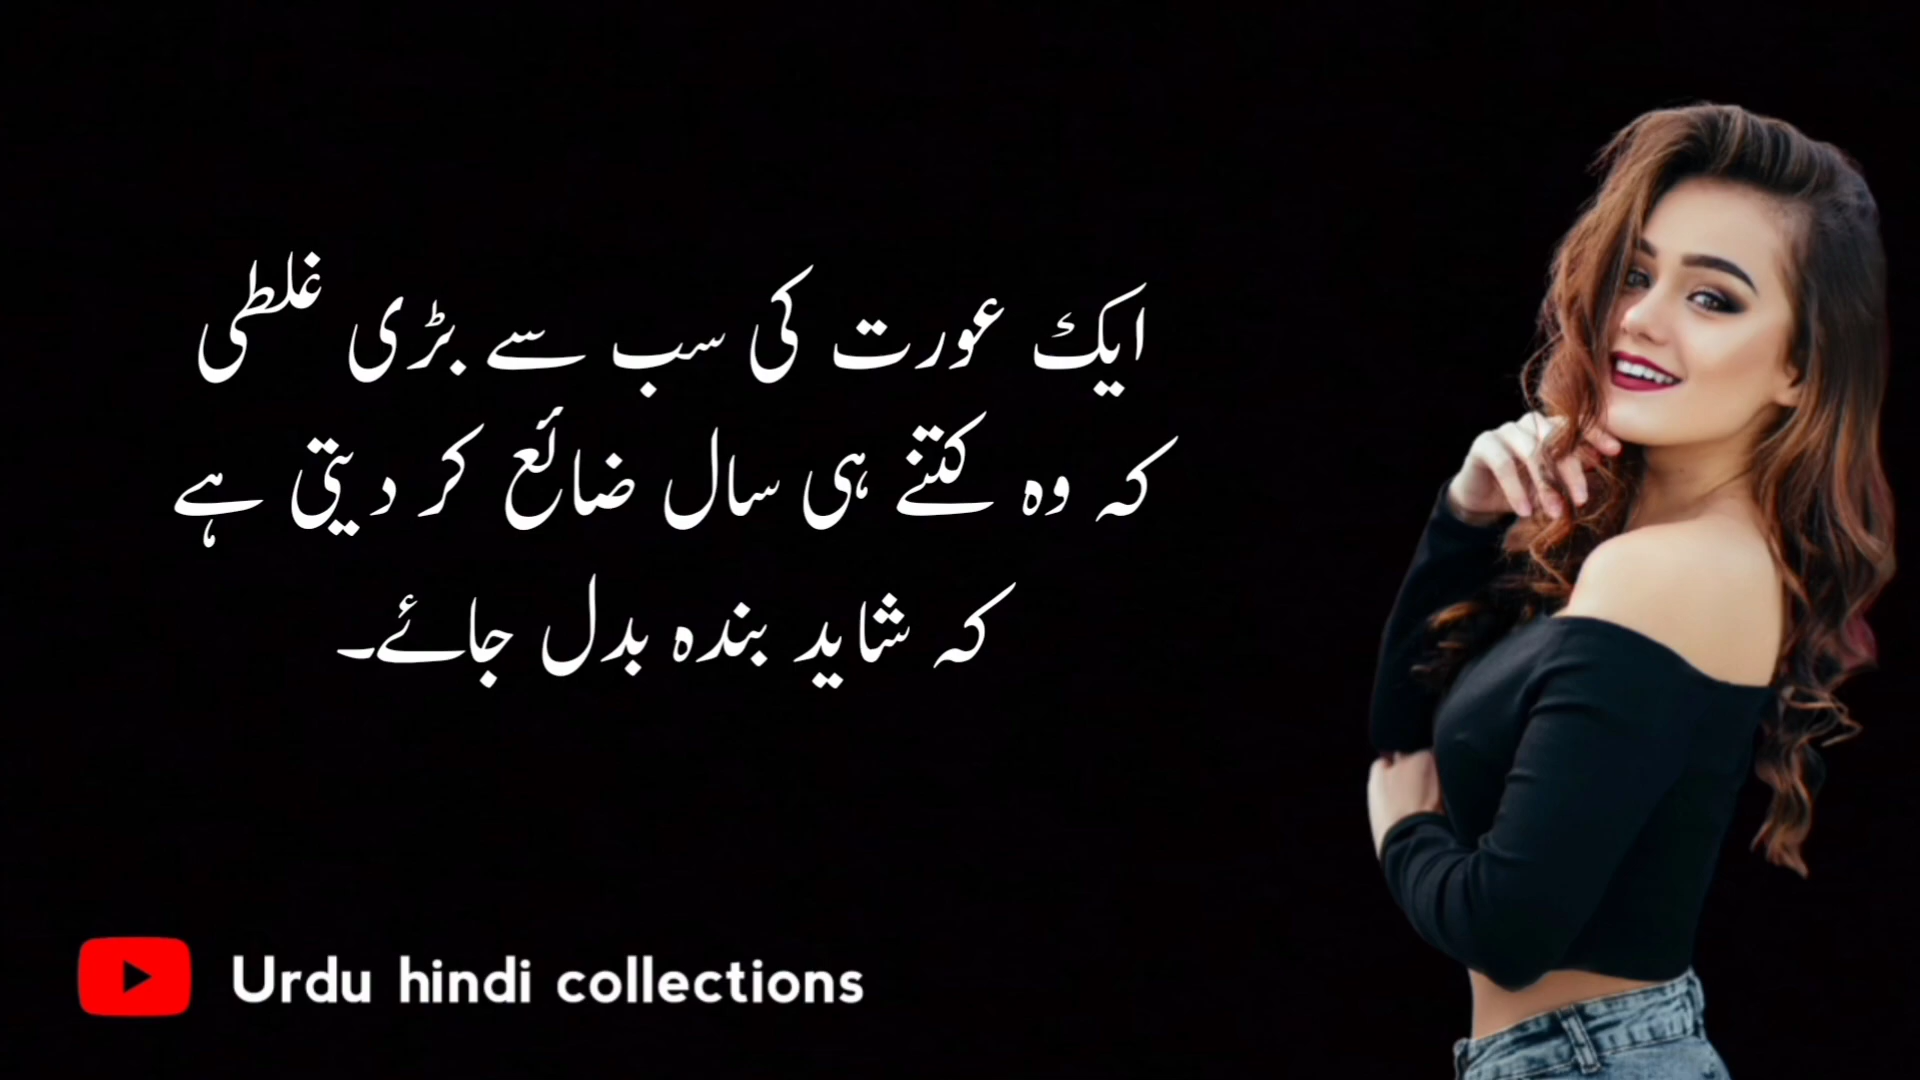 ایک عورت کی سب سے بڑی غلطی
کہ وہ کتنے ہی سال ضائع کر دیتی ہے
کہ شاید بندہ بدل جائے۔
Urdu hindi collections